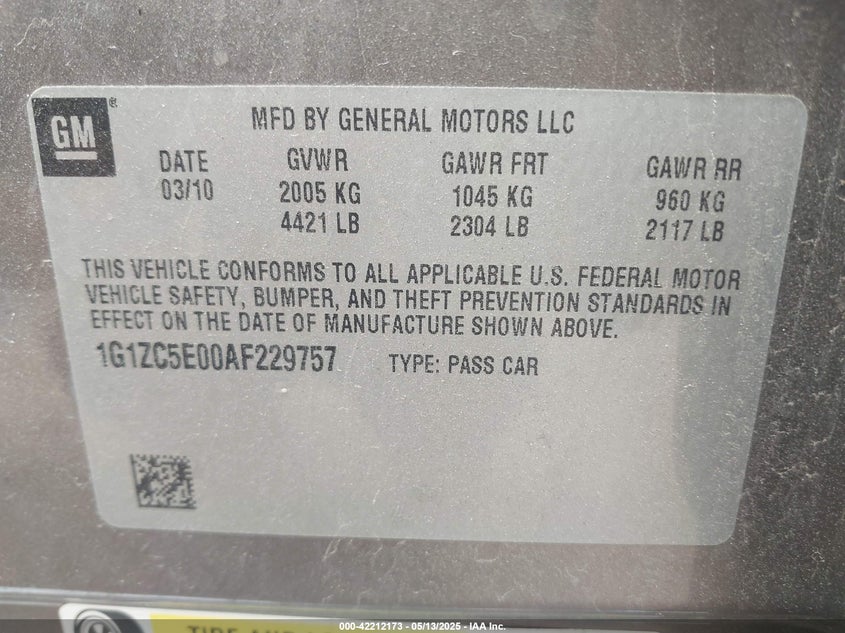 GM®
MFD BY GENERAL MOTORS LLC
DATE GVWR GAWR FRT GAWR RR
03/10 2005 KG 1045 KG 960 KG
4421 LB 2304 LB 2117 LB
THIS VEHICLE CONFORMS TO ALL APPLICABLE U.S. FEDERAL MOTOR
VEHICLE SAFETY, BUMPER, AND THEFT PREVENTION STANDARDS IN
EFFECT ON THE DATE OF MANUFACTURE SHOWN ABOVE.
1G1ZC5E00AF229757 TYPE: PASS CAR
TIRE AND
000-42212173 - 05/13/2025 - IAA Inc.